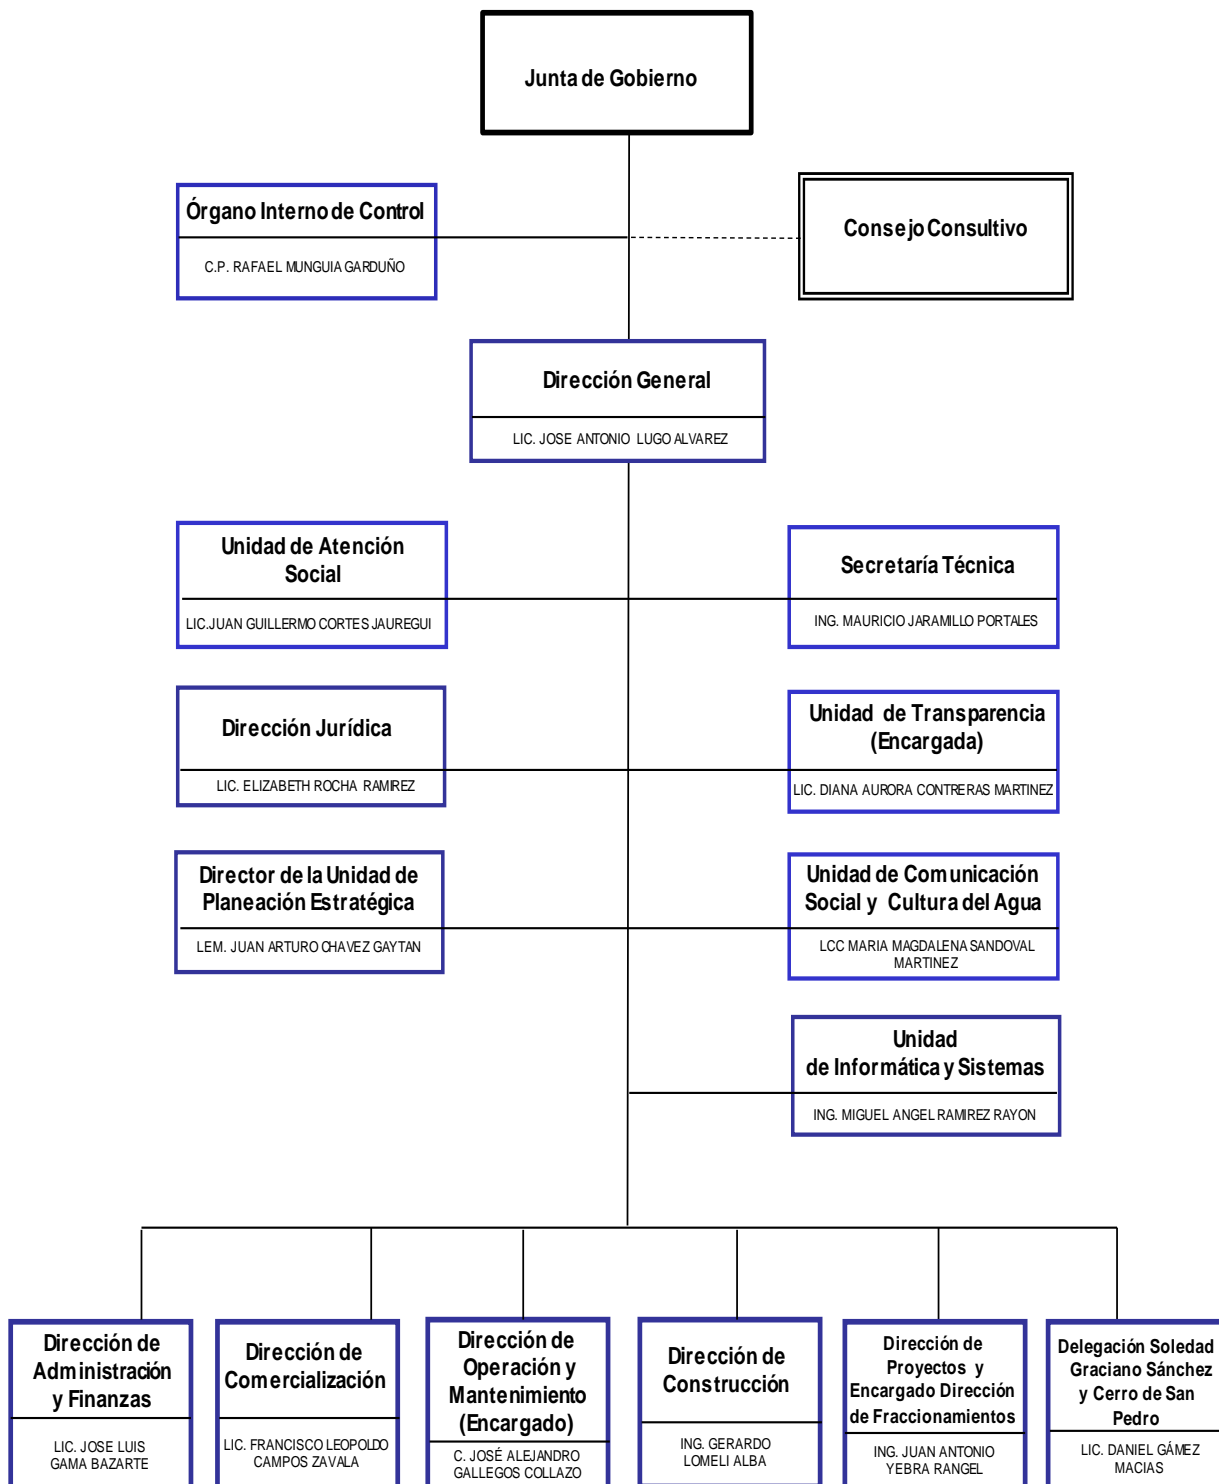 Junta de Gobierno
Órgano Interno de Control
C.P. RAFAEL MUNGUIA GARDUÑO
Consejo Consultivo
Dirección General
LIC. JOSE ANTONIO LUGO ALVAREZ
Unidad de Atención
Social
LIC.JUAN GUILLERMO CORTES JAUREGUI
Secretaría Técnica
ING. MAURICIO JARAMILLO PORTALES
Dirección Jurídica
LIC. ELIZABETH ROCHA RAMIREZ
Unidad de Transparencia
(Encargada)
LIC. DIANA AURORA CONTRERAS MARTINEZ
Director de la Unidad de
Planeación Estratégica
LEM. JUAN ARTURO CHAVEZ GAYTAN
Unidad de Comunicación
Social y Cultura del Agua
LCC MARIA MAGDALENA SANDOVAL
MARTINEZ
Unidad
de Informática y Sistemas
ING. MIGUEL ANGEL RAMIREZ RAYON
Dirección de
Administración
y Finanzas
LIC. JOSE LUIS
GAMA BAZARTE
Dirección de
Comercialización
LIC. FRANCISCO LEOPOLDO
CAMPOS ZAVALA
Dirección de
Operación y
Mantenimiento
(Encargado)
C. JOSÉ ALEJANDRO
GALLEGOS COLLAZO
Dirección de
Construcción
ING. GERARDO
LOMELI ALBA
Dirección de
Proyectos y
Encargado Dirección
de Fraccionamientos
ING. JUAN ANTONIO
YEBRA RANGEL
Delegación Soledad
Graciano Sánchez
y Cerro de San
Pedro
LIC. DANIEL GÁMEZ
MACIAS